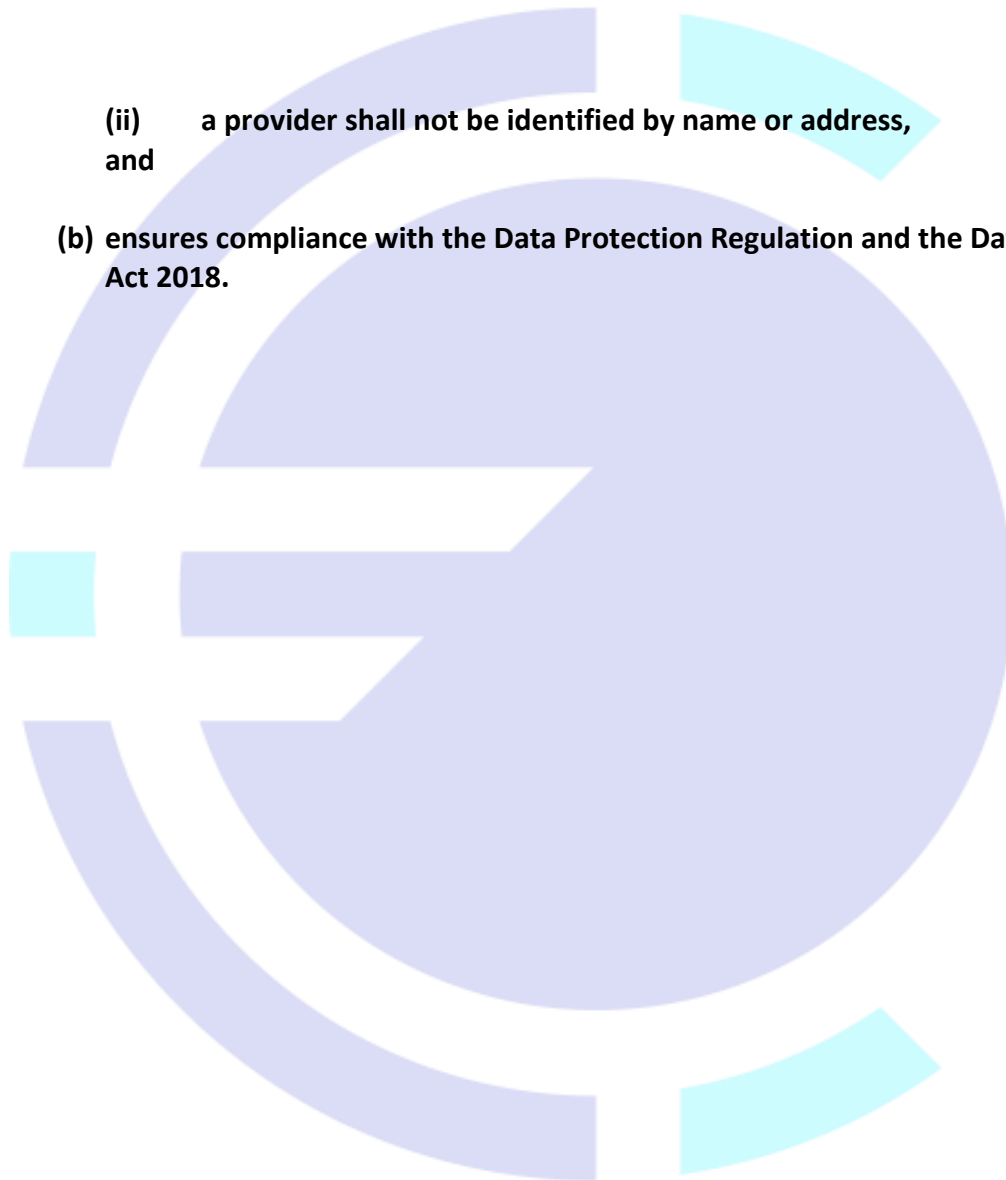 (ii) a provider shall not be identified by name or address,
and
(b) ensures compliance with the Data Protection Regulation and the Da
Act 2018.